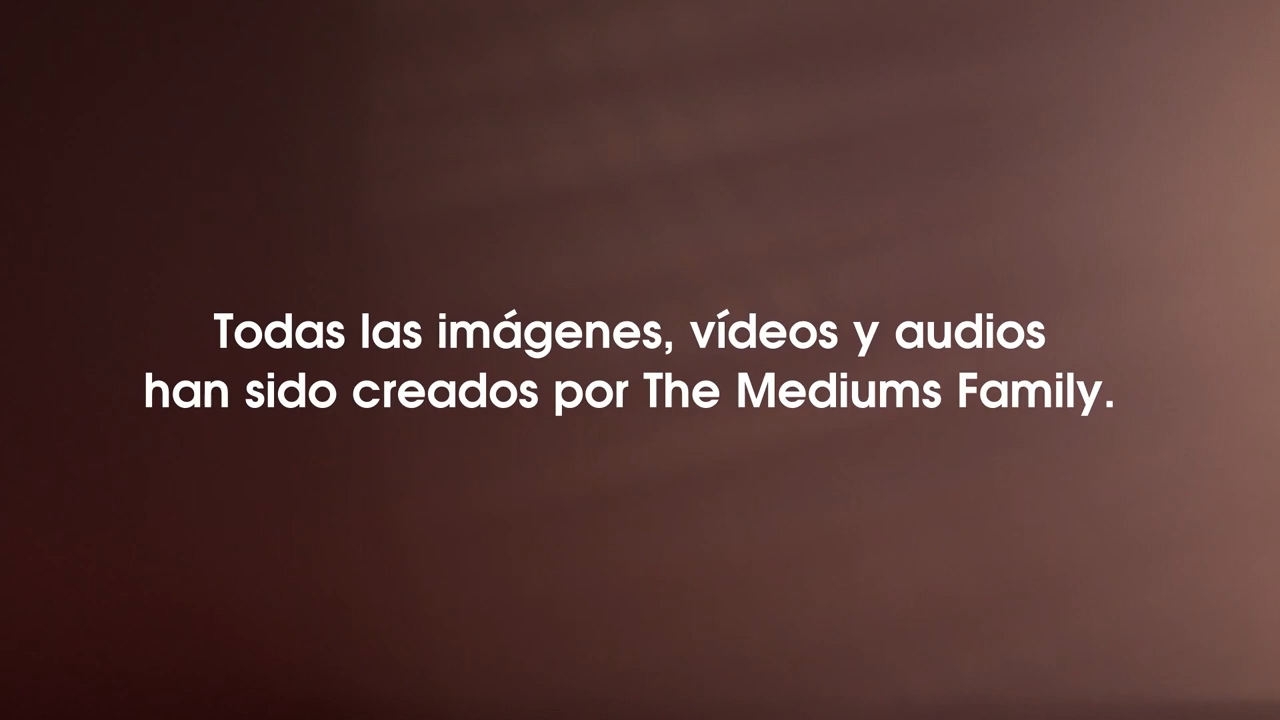 Todas las imágenes, vídeos y audios
han sido creados por The Mediums Family.